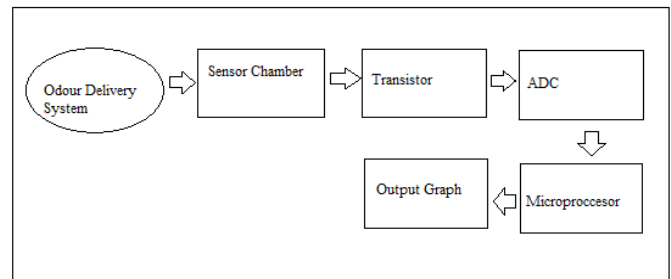 Odour Delivery
System
Sensor Chamber
Transistor
ADC
Microproccesor
Output Graph